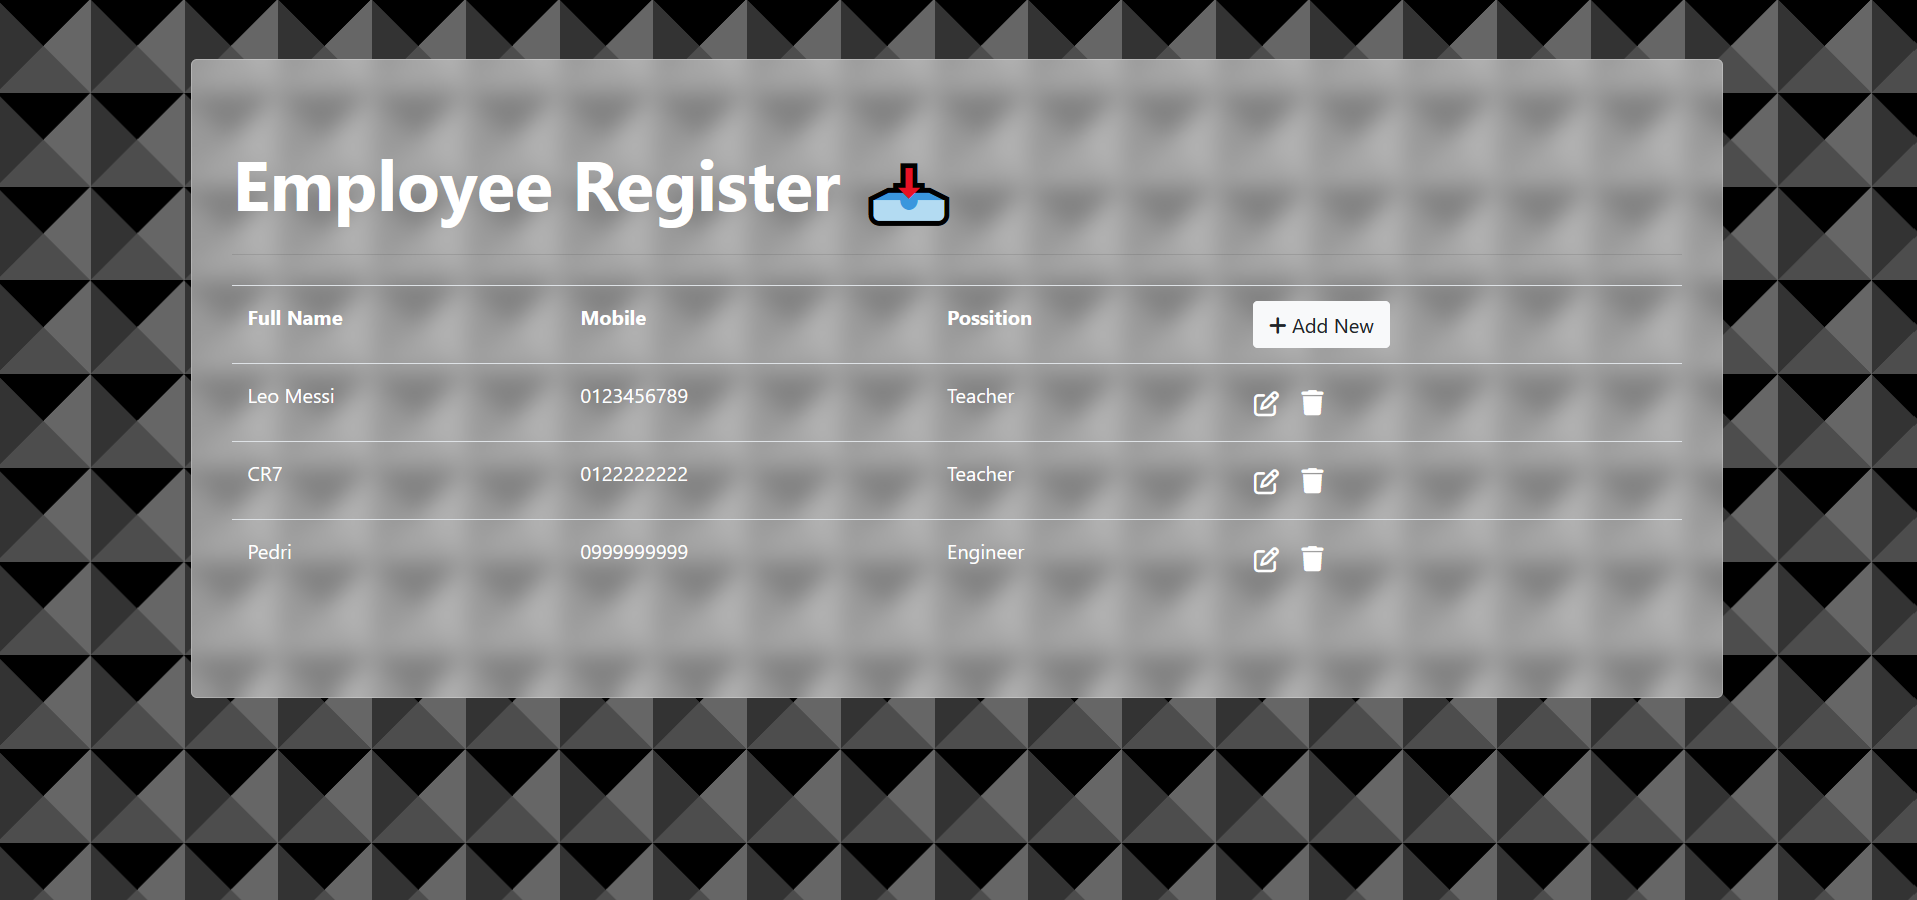 Employee Register
Full Name Mobile Possition Add New
Leo Messi 0123456789 Teacher
CR7 0122222222 Teacher
Pedri 0999999999 Engineer